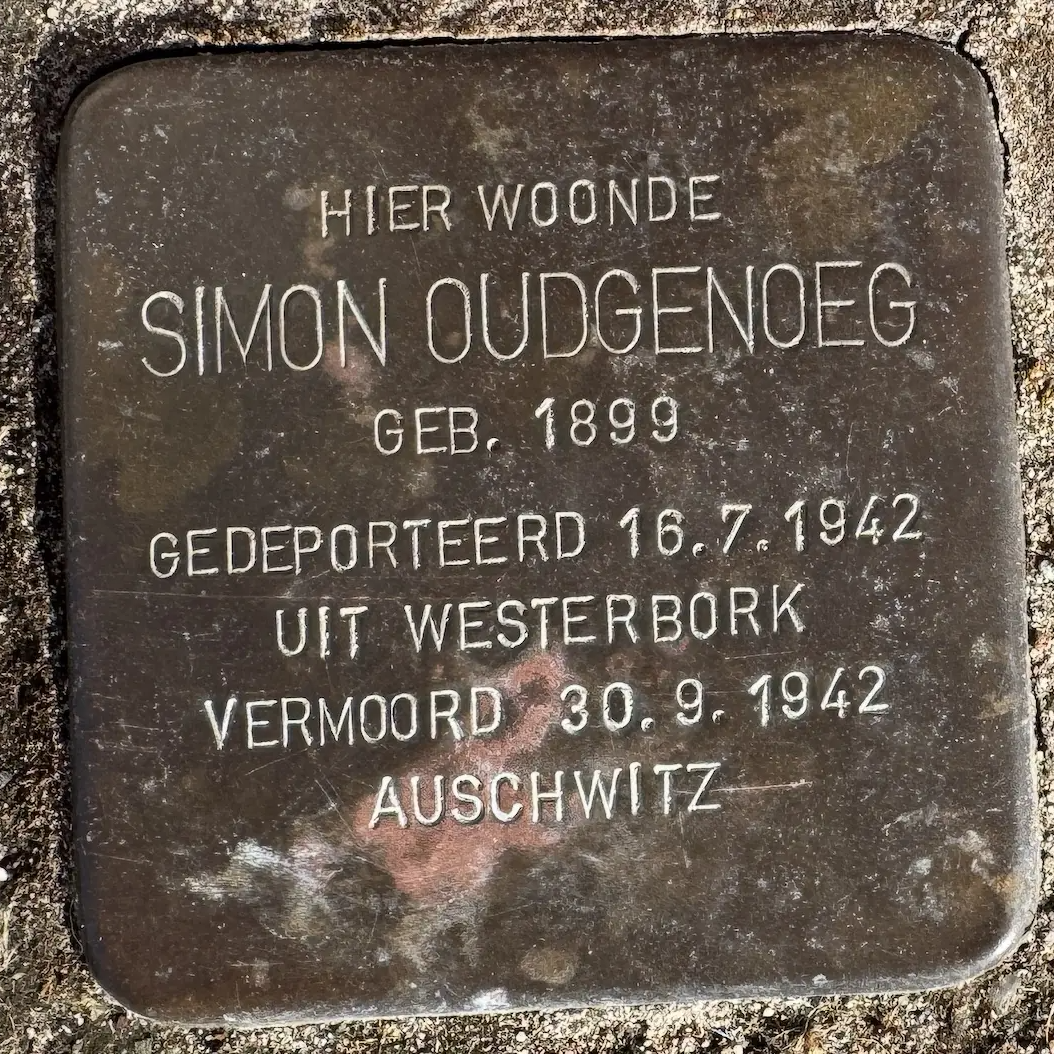 HIER WOONDE
SIMON OUDGENOEG
GEB. 1899
GEDEPORTEERD 16.7.1942
UIT WESTERBORK
VERMOORD 30.9.1942
AUSCHWITZ